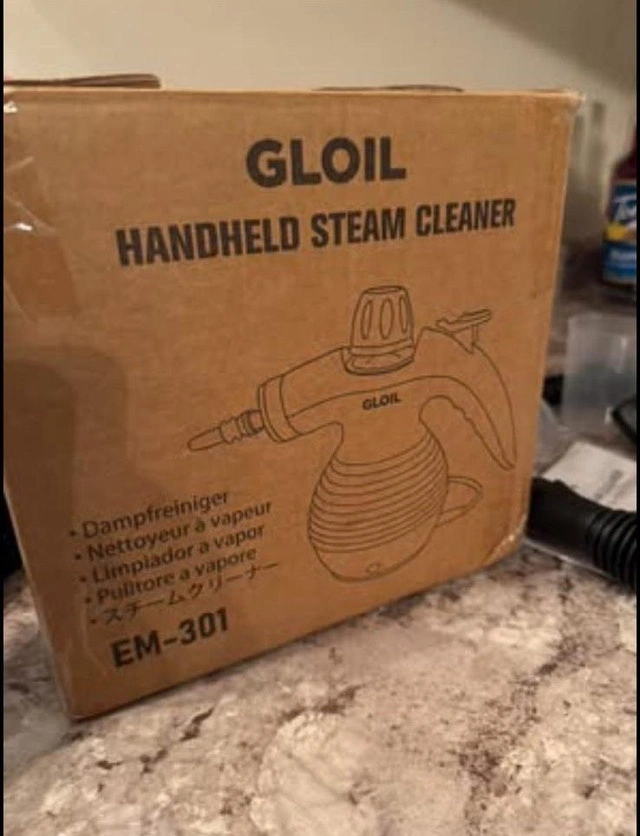 GLOIL
HANDHELD STEAM CLEANER
GLOIL
• Dampfreiniger
• Nettoyeur à vapeur
• Limpiador a vapor
• Pulitore a vapore
• スチームクリーナー
EM-301